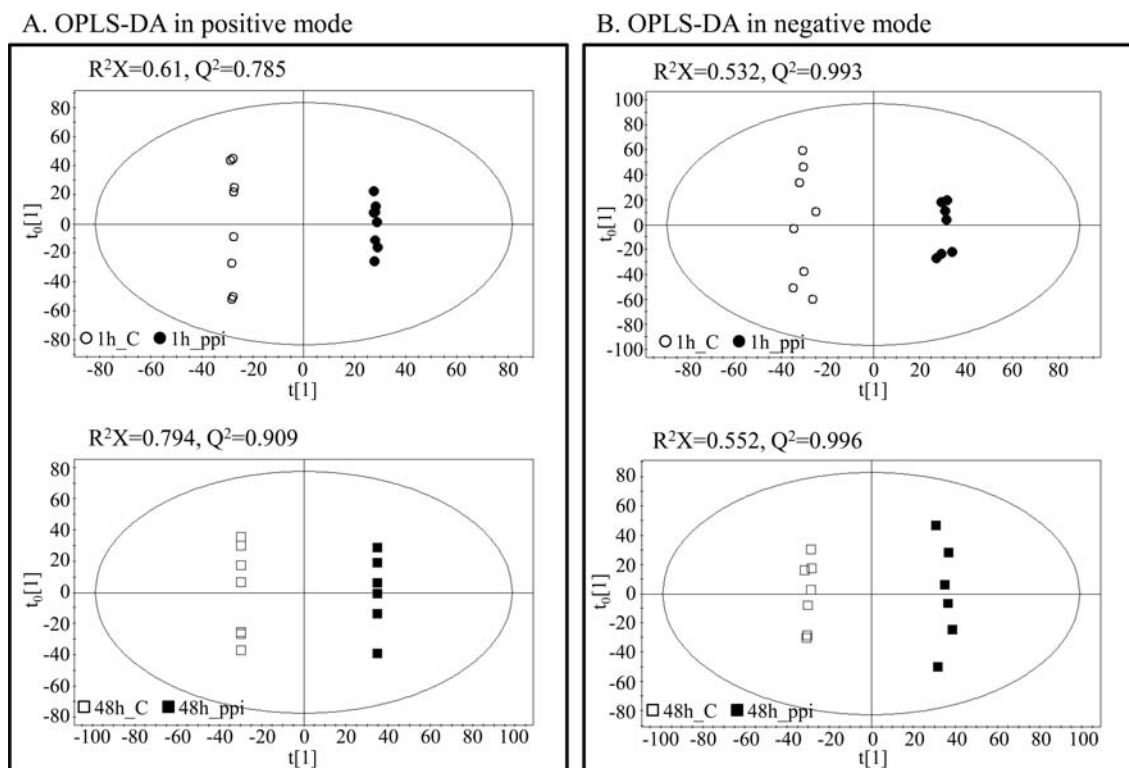 A. OPLS-DA in positive mode
R²X=0.61, Q²=0.785
80
60
40
20
0
-20
-40
-60
-80
t₀[1]
1h_C 1h_ppi
-80 -60 -40 -20 0 20 40 60 80
t[1]
R²X=0.794, Q²=0.909
80
60
40
20
0
-20
-40
-60
-80
t₀[1]
48h_C 48h_ppi
-100 -80 -60 -40 -20 0 20 40 60 80 100
t[1]
B. OPLS-DA in negative mode
R²X=0.532, Q²=0.993
100
80
60
40
20
0
-20
-40
-60
-80
-100
t₀[1]
1h_C 1h_ppi
-80 -60 -40 -20 0 20 40 60 80
t[1]
R²X=0.552, Q²=0.996
80
60
40
20
0
-20
-40
-60
-80
t₀[1]
48h_C 48h_ppi
-100 -80 -60 -40 -20 0 20 40 60 80 100
t[1]